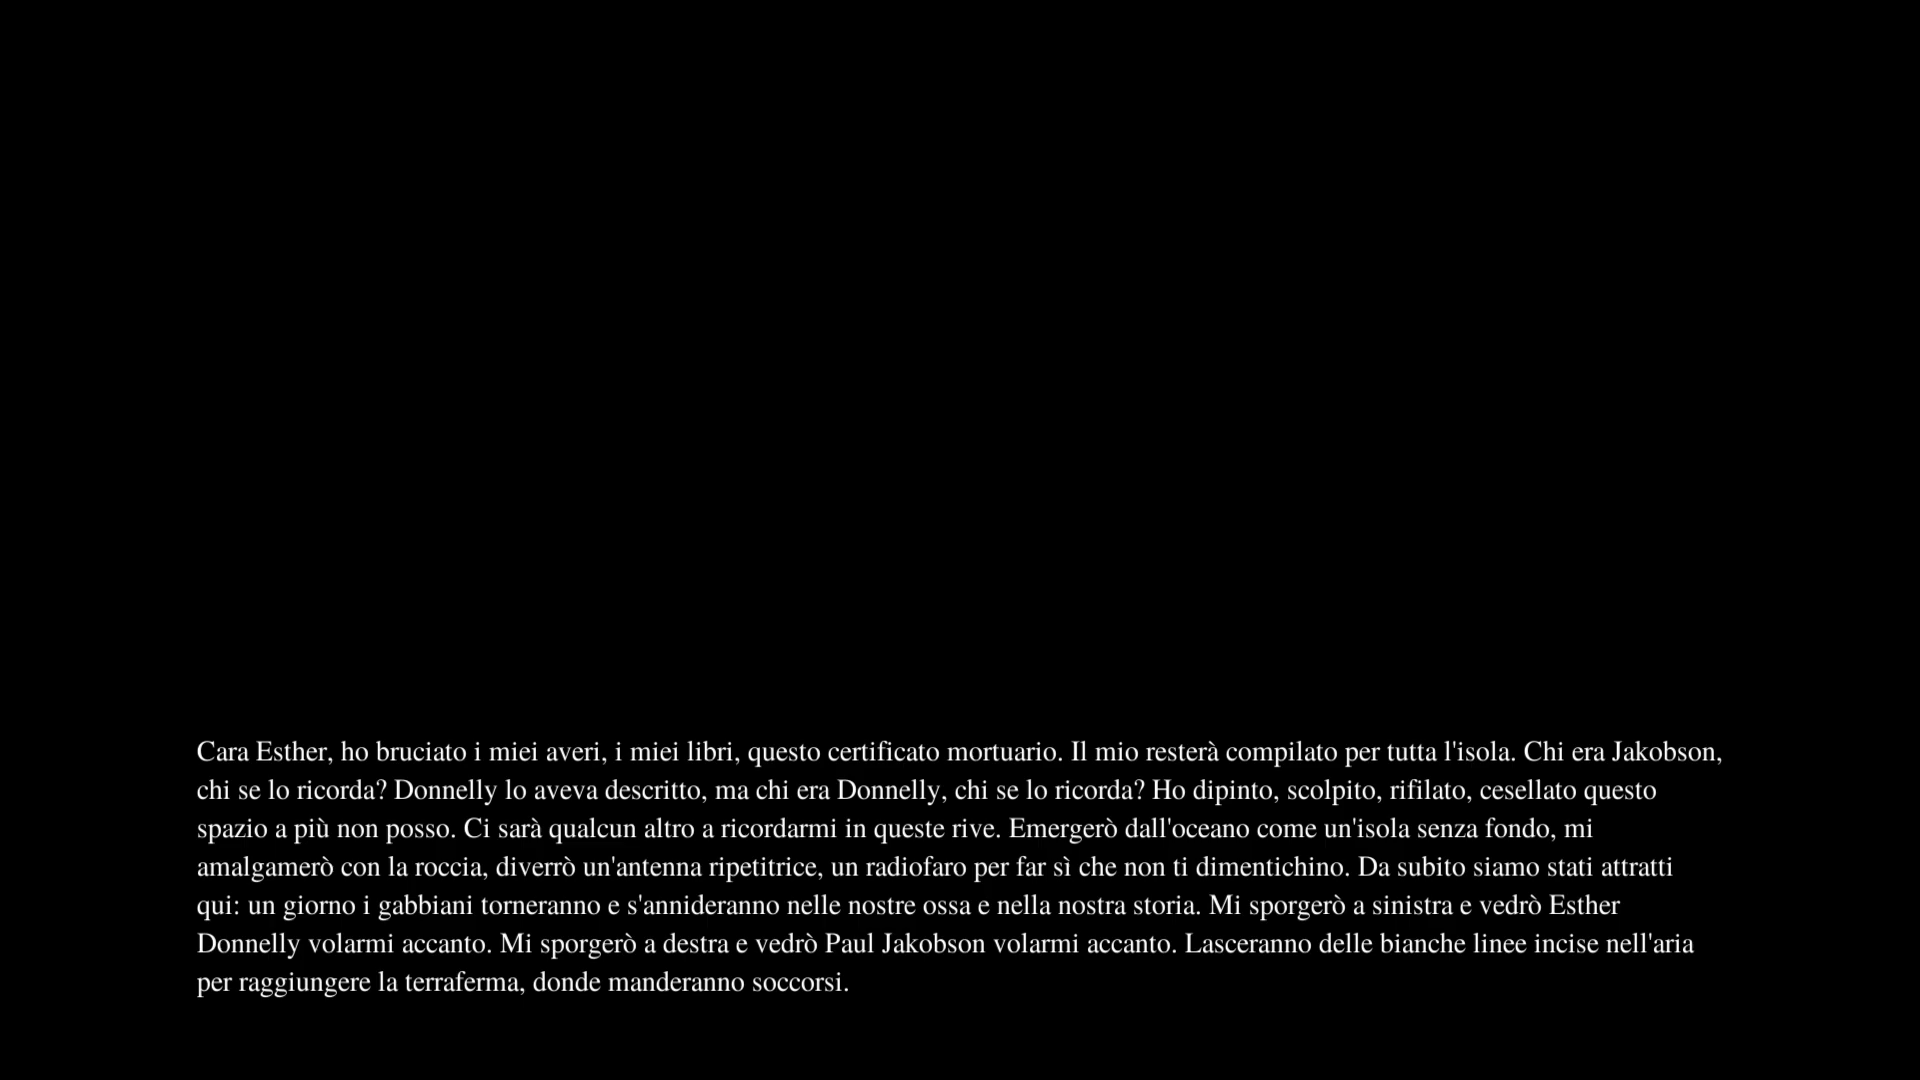 Cara Esther, ho bruciato i miei averi, i miei libri, questo certificato mortuario. Il mio resterà compilato per tutta l'isola. Chi era Jakobson,
chi se lo ricorda? Donnelly lo aveva descritto, ma chi era Donnelly, chi se lo ricorda? Ho dipinto, scolpito, rifilato, cesellato questo
spazio a più non posso. Ci sarà qualcun altro a ricordarmi in queste rive. Emergerò dall'oceano come un'isola senza fondo, mi
amalgamerò con la roccia, diverrò un'antenna ripetitrice, un radiofaro per far sì che non ti dimentichino. Da subito siamo stati attratti
qui: un giorno i gabbiani torneranno e s'annideranno nelle nostre ossa e nella nostra storia. Mi sporgerò a sinistra e vedrò Esther
Donnelly volarmi accanto. Mi sporgerò a destra e vedrò Paul Jakobson volarmi accanto. Lasceranno delle bianche linee incise nell'aria
per raggiungere la terraferma, donde manderanno soccorsi.